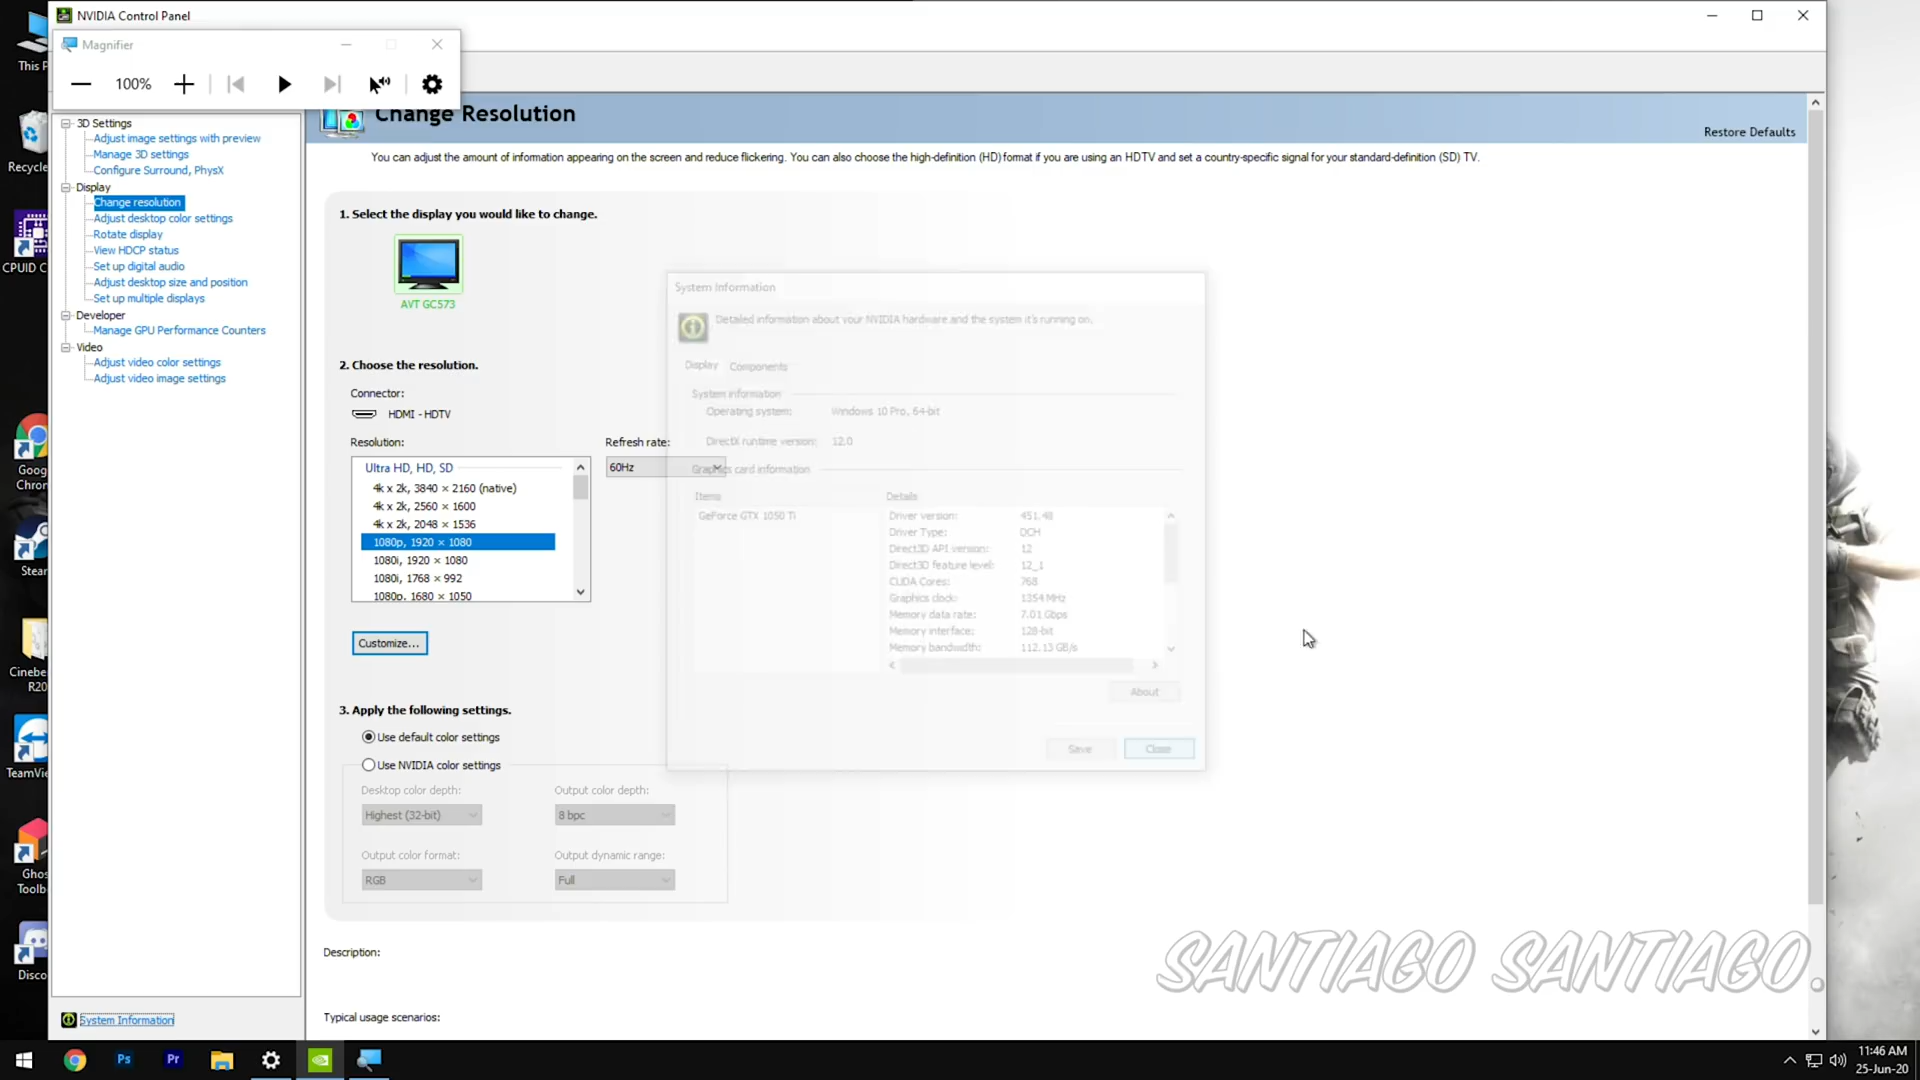 NVIDIA Control Panel
Magnifier
100%
This P
Recycle
CPUID C
Goog
Chron
Stear
Cinebe
R20
TeamVie
Ghos
Toolb
Disco
3D Settings
Adjust image settings with preview
Manage 3D settings
Configure Surround, PhysX
Display
Change resolution
Adjust desktop color settings
Rotate display
View HDCP status
Set up digital audio
Adjust desktop size and position
Set up multiple displays
Developer
Manage GPU Performance Counters
Video
Adjust video color settings
Adjust video image settings
System Information
Change Resolution
Restore Defaults
You can adjust the amount of information appearing on the screen and reduce flickering. You can also choose the high-definition (HD) format if you are using an HDTV and set a country-specific signal for your standard-definition (SD) TV.
1. Select the display you would like to change.
AVT GC573
2. Choose the resolution.
Connector:
HDMI - HDTV
Resolution:
Refresh rate:
60Hz
Ultra HD, HD, SD
4k x 2k, 3840 × 2160 (native)
4k x 2k, 2560 × 1600
4k x 2k, 2048 × 1536
1080p, 1920 × 1080
1080i, 1920 × 1080
1080i, 1768 × 992
1080p, 1680 × 1050
Customize...
3. Apply the following settings.
Use default color settings
Use NVIDIA color settings
Desktop color depth:
Output color depth:
Highest (32-bit)
8 bpc
Output color format:
Output dynamic range:
RGB
Full
Description:
Typical usage scenarios:
System Information
Detailed information about your NVIDIA hardware and the system it's running on.
Display
Components
System information
Operating system: Windows 10 Pro, 64-bit
DirectX runtime version: 12.0
Graphics card information
Items
Details
GeForce GTX 1050 Ti
Driver version: 451.48
Driver Type: DCH
Direct3D API version: 12
Direct3D feature level: 12_1
CUDA Cores: 768
Graphics clock: 1354 MHz
Memory data rate: 7.01 Gbps
Memory interface: 128-bit
Memory bandwidth: 112.13 GB/s
About
Save
Close
SANTIAGO SANTIAGO.
Ps
Pr
11:46 AM
25-Jun-20